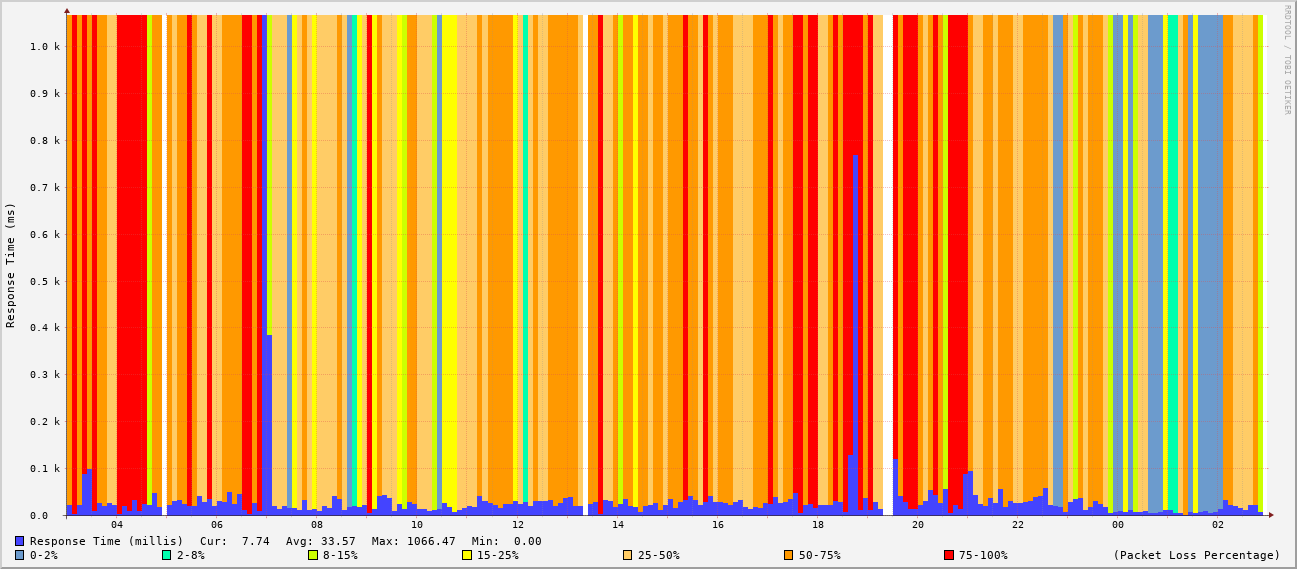 RRDTOOL / TOBI OETIKER
Response Time (ms)
1.0 k
0.9 k
0.8 k
0.7 k
0.6 k
0.5 k
0.4 k
0.3 k
0.2 k
0.1 k
0.0
04 06 08 10 12 14 16 18 20 22 00 02
Response Time (millis) Cur: 7.74 Avg: 33.57 Max: 1066.47 Min: 0.00
0-2% 2-8% 8-15% 15-25% 25-50% 50-75% 75-100% (Packet Loss Percentage)